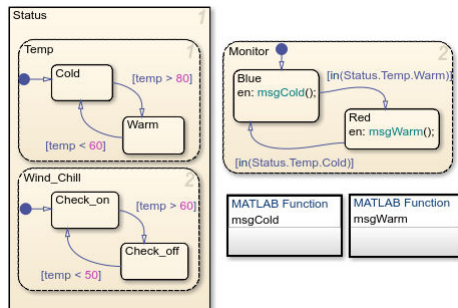 Status
1
Temp
1
Cold
[temp > 80]
Warm
[temp < 60]
Wind_Chill
2
Check_on
[temp > 60]
Check_off
[temp < 50]
Monitor
2
Blue
en: msgCold();
[in(Status.Temp.Warm)]
Red
en: msgWarm();
[in(Status.Temp.Cold)]
MATLAB Function
msgCold
MATLAB Function
msgWarm